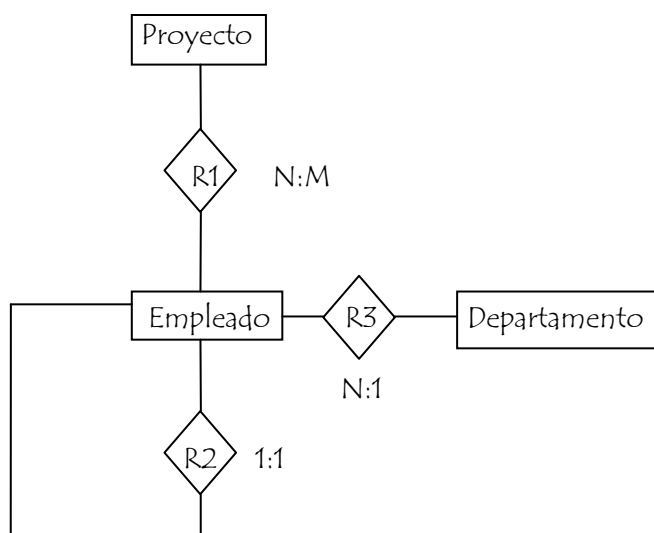 Proyecto
R1
N:M
Empleado
R3
Departamento
N:1
R2
1:1